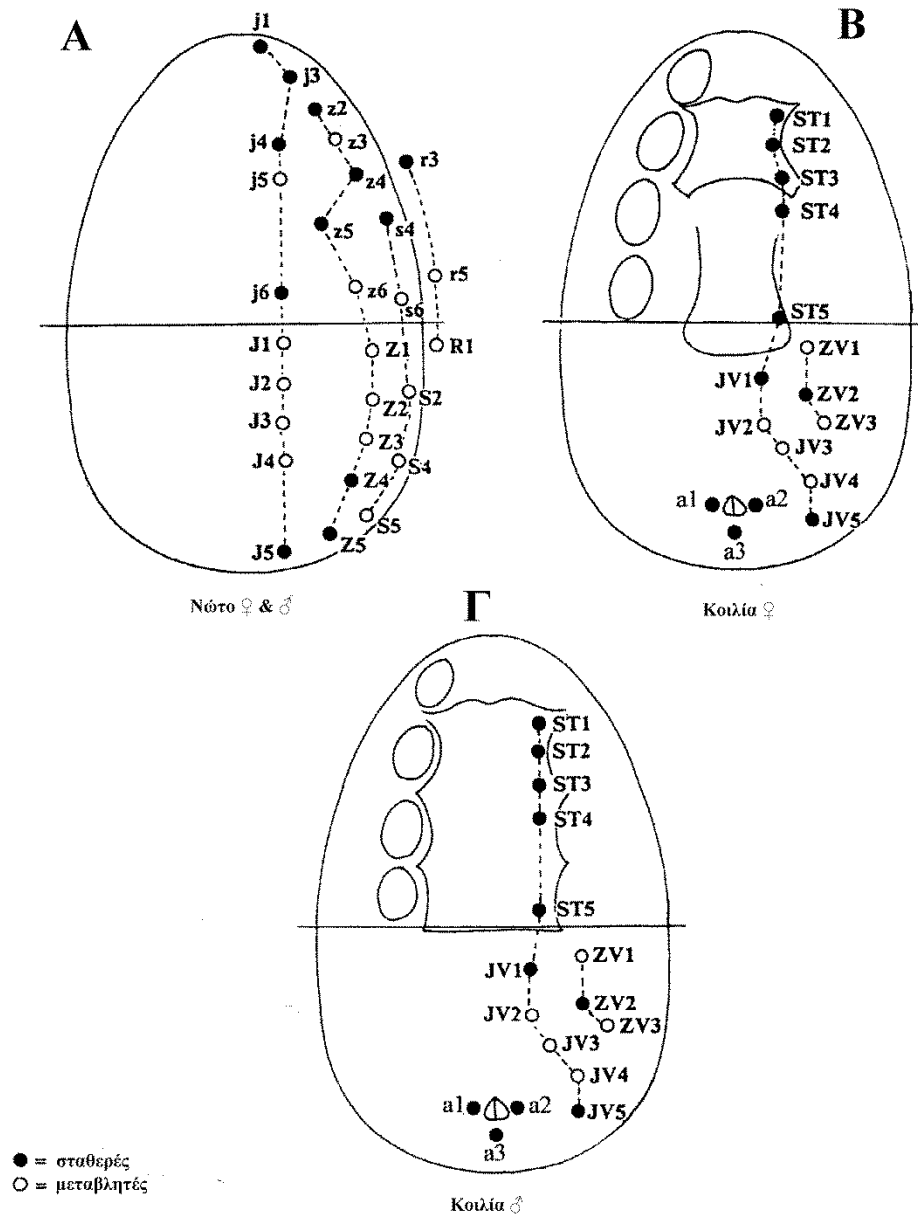 A
j1
j3
z2
z3
j4
j5
z4
r3
z5
s4
j6
z6
s6
r5
J1
Z1
R1
J2
Z2
S2
J3
Z3
J4
Z4
S4
J5
Z5
S5
Νώτο ♀ & ♂
B
ST1
ST2
ST3
ST4
ST5
JV1
ZV1
ZV2
JV2
ZV3
JV3
JV4
a1
a2
JV5
a3
Κοιλία ♀
Γ
ST1
ST2
ST3
ST4
ST5
JV1
ZV1
JV2
ZV2
ZV3
JV3
JV4
a1
a2
JV5
a3
● = σταθερές
○ = μεταβλητές
Κοιλία ♂